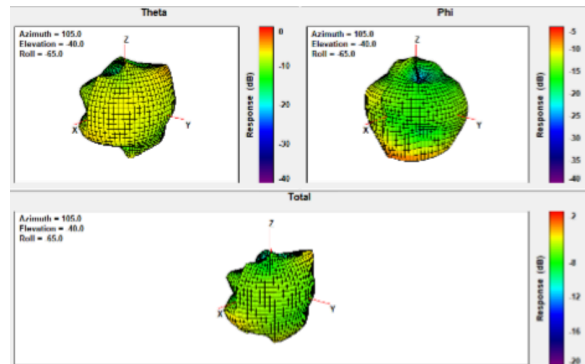 Theta
Azimuth = 105.0
Elevation = -40.0
Roll = -65.0
Z
X
Y
0
-10
-20
-30
-40
Response (dB)
Phi
Azimuth = 105.0
Elevation = -40.0
Roll = -65.0
Z
X
Y
-5
-10
-15
-20
-25
-30
-35
-40
Response (dB)
Total
Azimuth = 105.0
Elevation = -40.0
Roll = -65.0
Z
X
Y
2
-8
-12
-20
Response (dB)